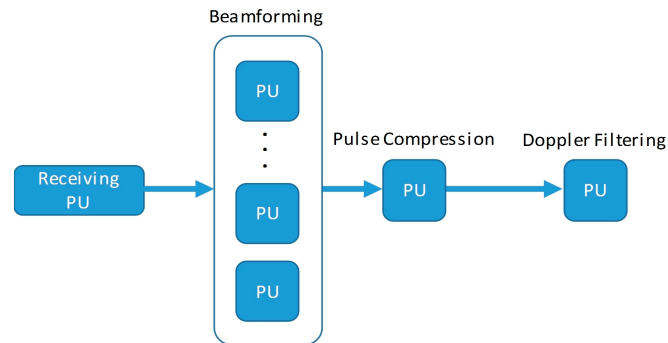 Beamforming
PU
Pulse Compression
Doppler Filtering
Receiving
PU
PU
PU
PU
PU